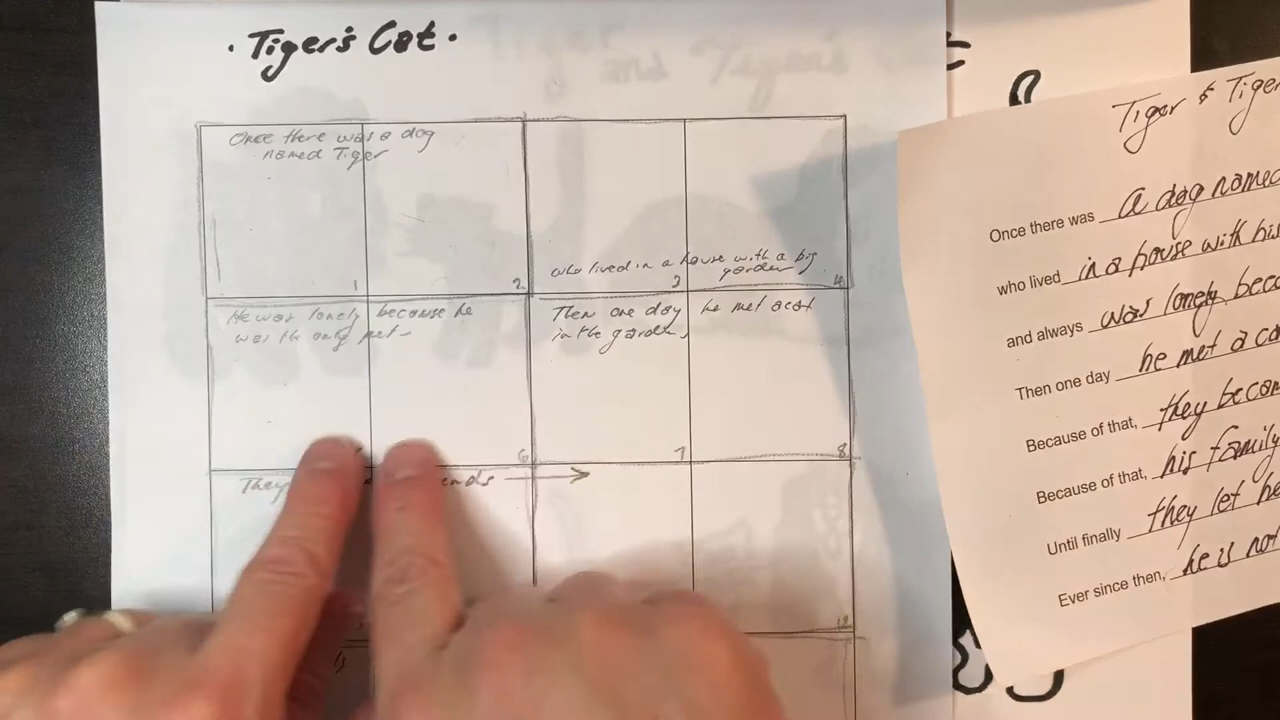 · Tiger's Cat ·
Once there was a dog
named Tiger
1
2
who lived in a house with a big
garden
3
4
He was lonely because he
was the only pet
6
Then one day he met a cat
in the garden,
7
8
They
ends
12
Tiger & Tiger
Once there was a dog named
who lived in a house with his
and always was lonely beca
Then one day he met a ca
Because of that, they becam
Because of that, his family
Until finally they let he
Ever since then, he is not